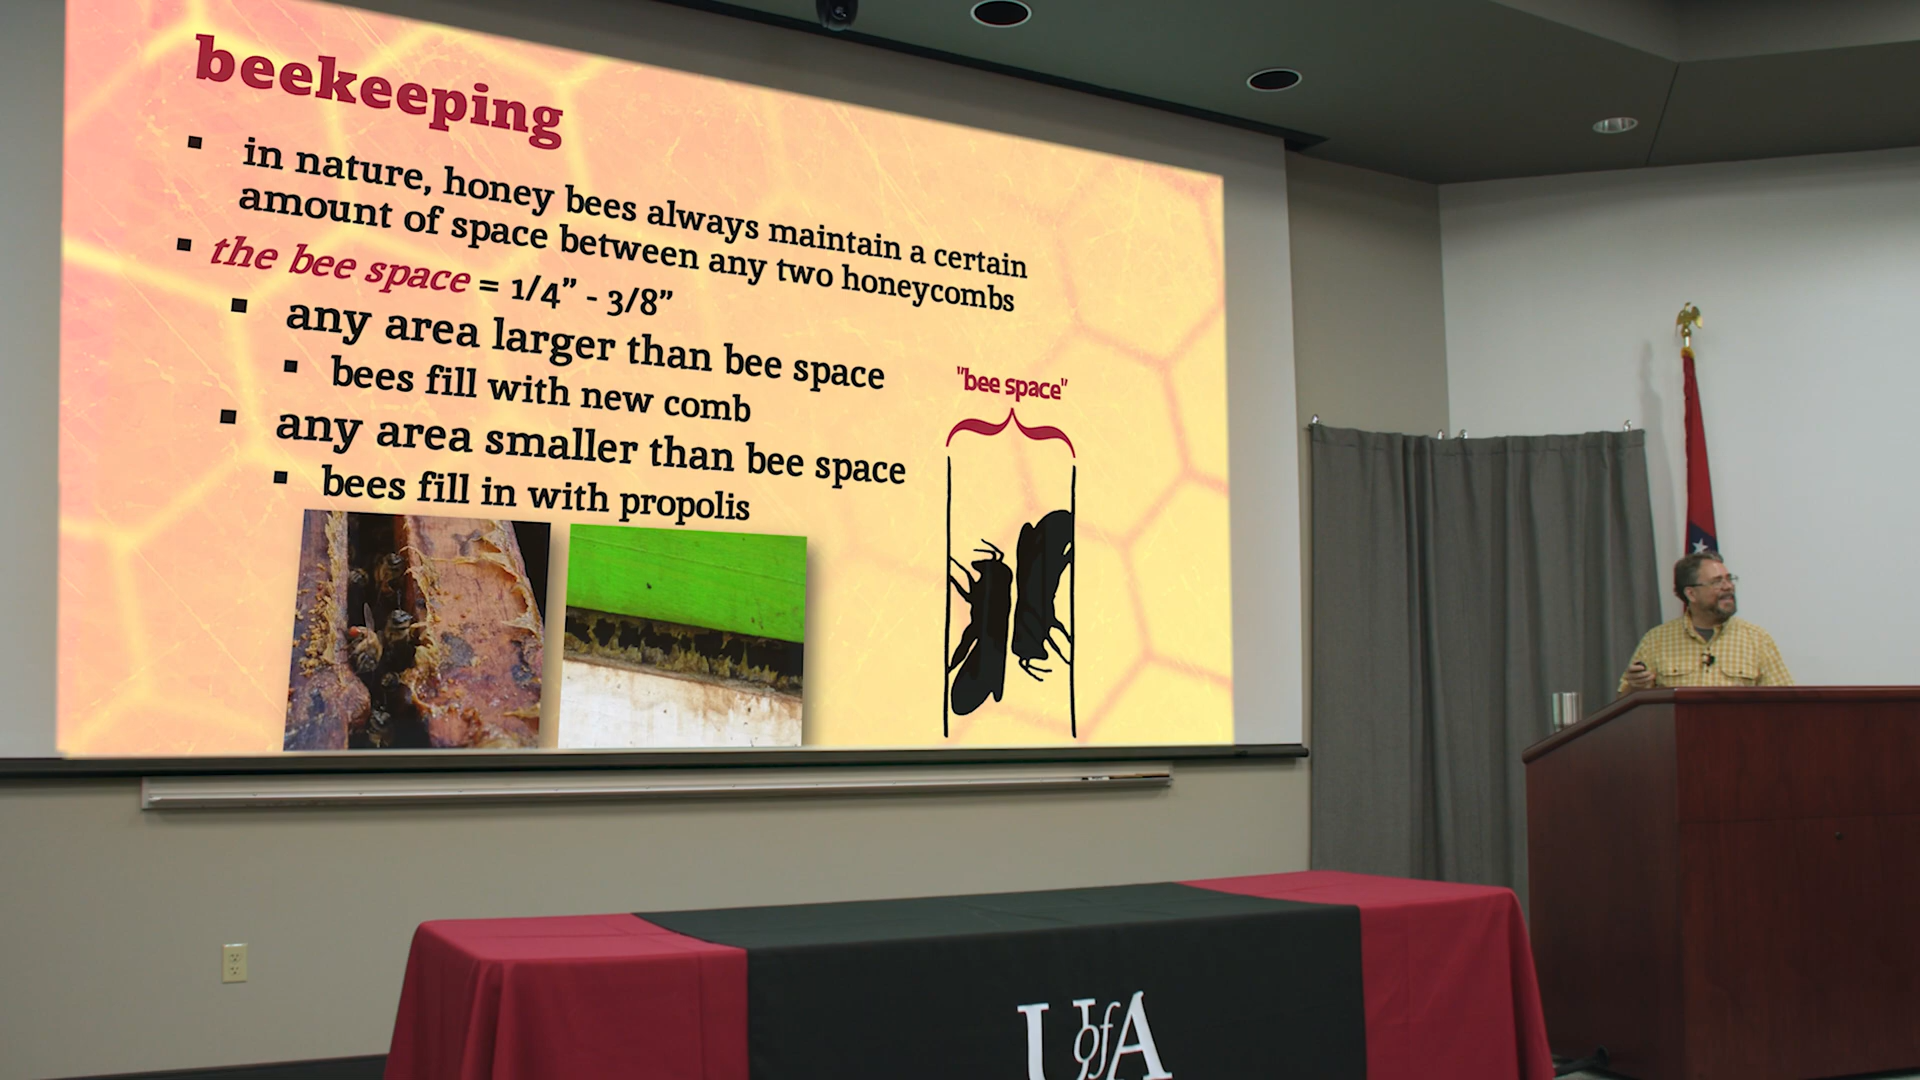 beekeeping
▪ in nature, honey bees always maintain a certain
amount of space between any two honeycombs
▪ the bee space = 1/4” - 3/8”
▪ any area larger than bee space
▪ bees fill with new comb
▪ any area smaller than bee space
▪ bees fill in with propolis
"bee space"
U of A